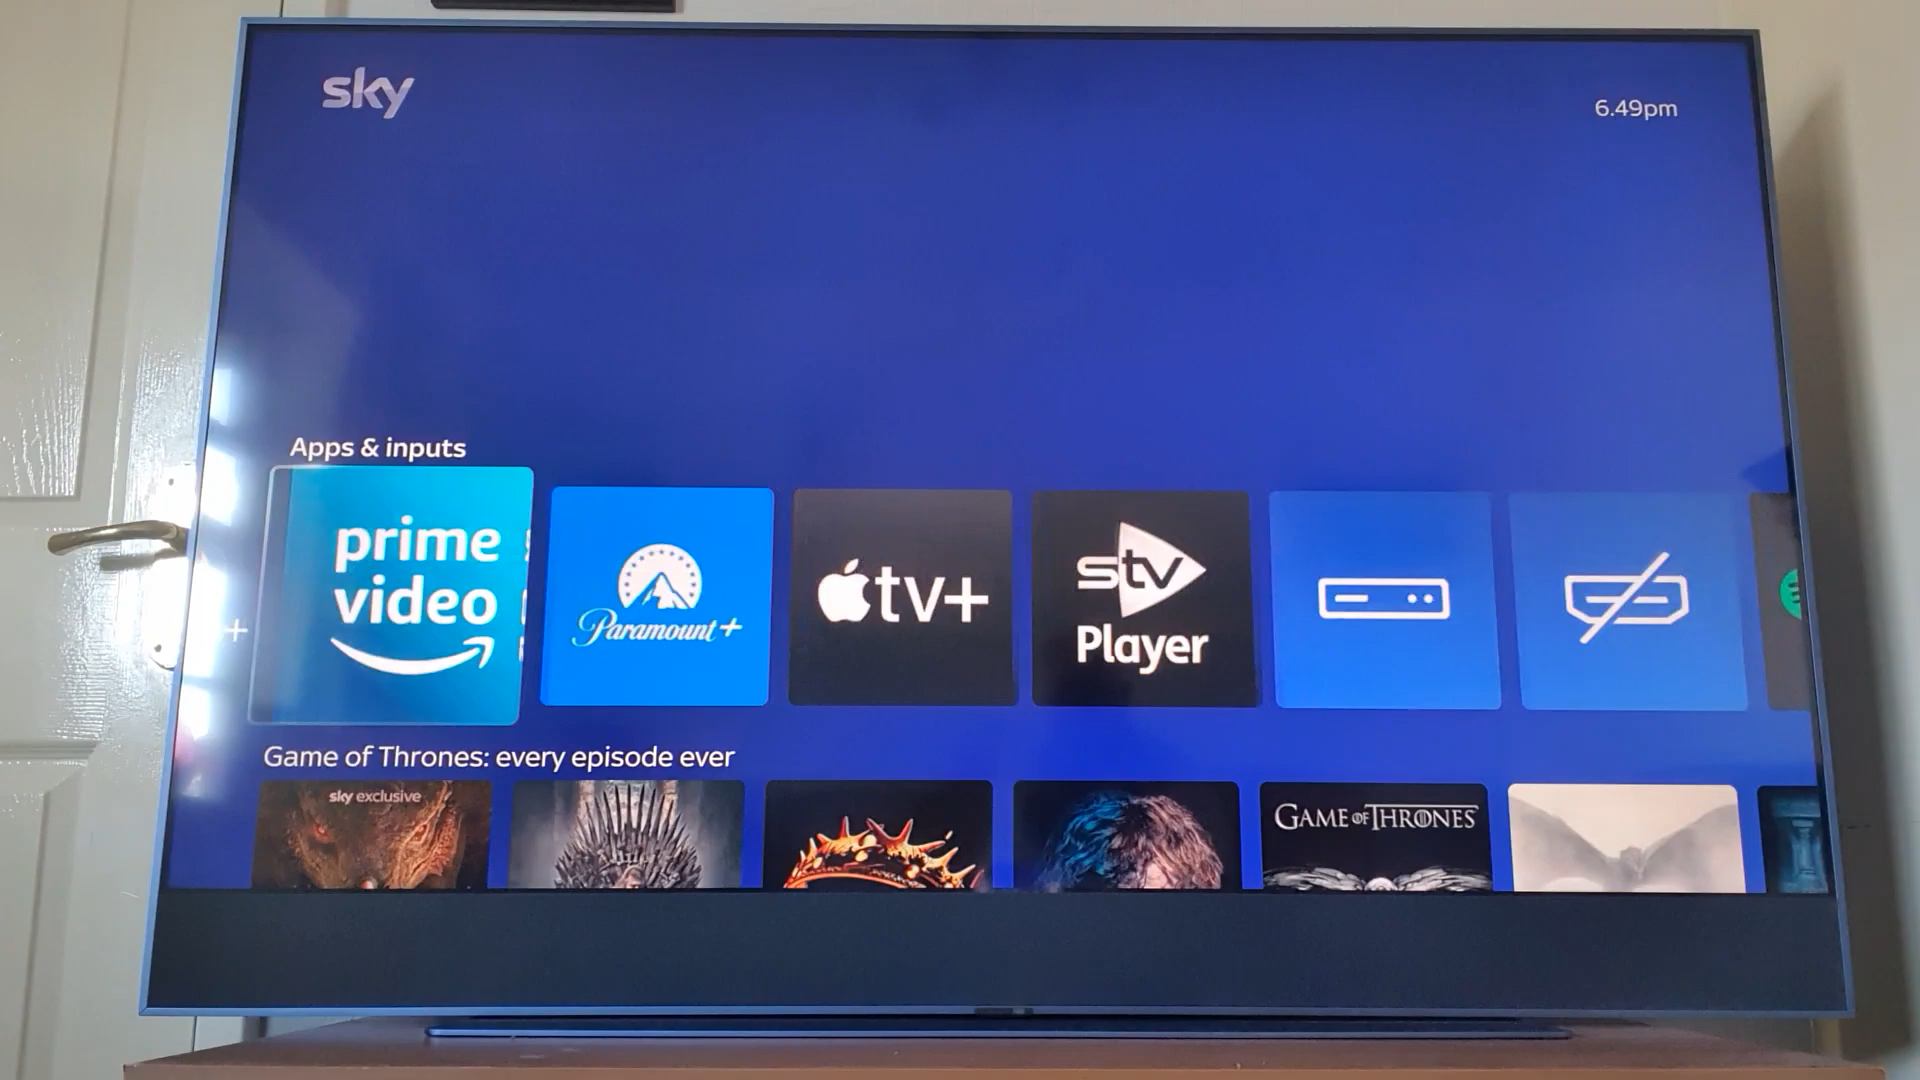 sky
6.49pm
Apps & inputs
prime
video
Paramount+
tv+
stv
Player
+
Game of Thrones: every episode ever
sky exclusive
GAME OF THRONES